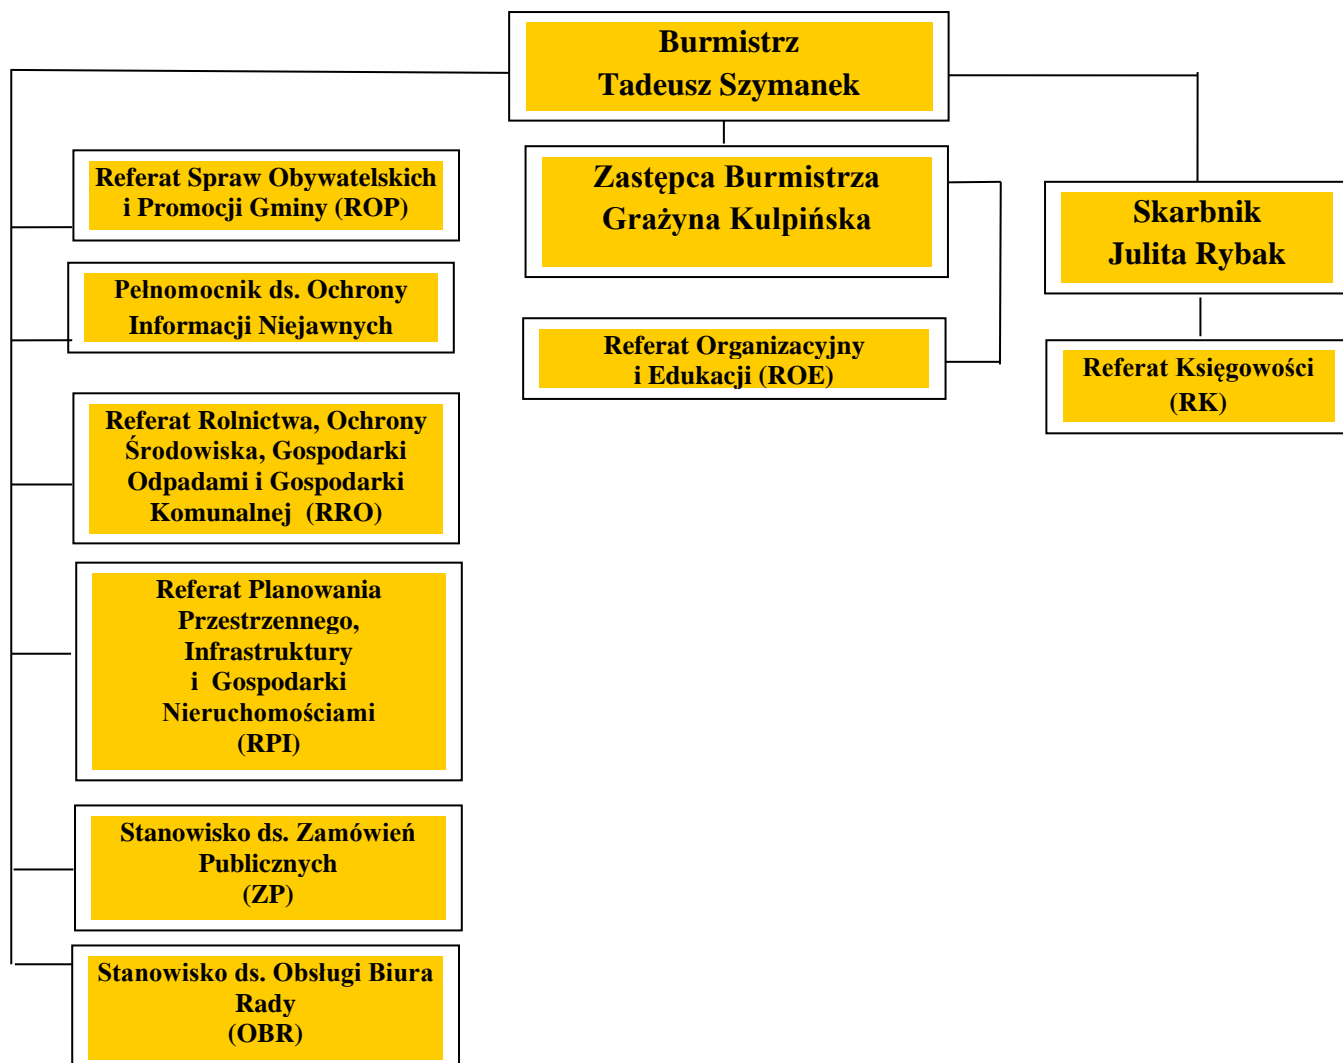 Burmistrz
Tadeusz Szymanek
Referat Spraw Obywatelskich
i Promocji Gminy (ROP)
Pełnomocnik ds. Ochrony
Informacji Niejawnych
Referat Rolnictwa, Ochrony
Środowiska, Gospodarki
Odpadami i Gospodarki
Komunalnej (RRO)
Referat Planowania
Przestrzennego,
Infrastruktury
i Gospodarki
Nieruchomościami
(RPI)
Stanowisko ds. Zamówień
Publicznych
(ZP)
Stanowisko ds. Obsługi Biura
Rady
(OBR)
Zastępca Burmistrza
Grażyna Kulpińska
Referat Organizacyjny
i Edukacji (ROE)
Skarbnik
Julita Rybak
Referat Księgowości
(RK)